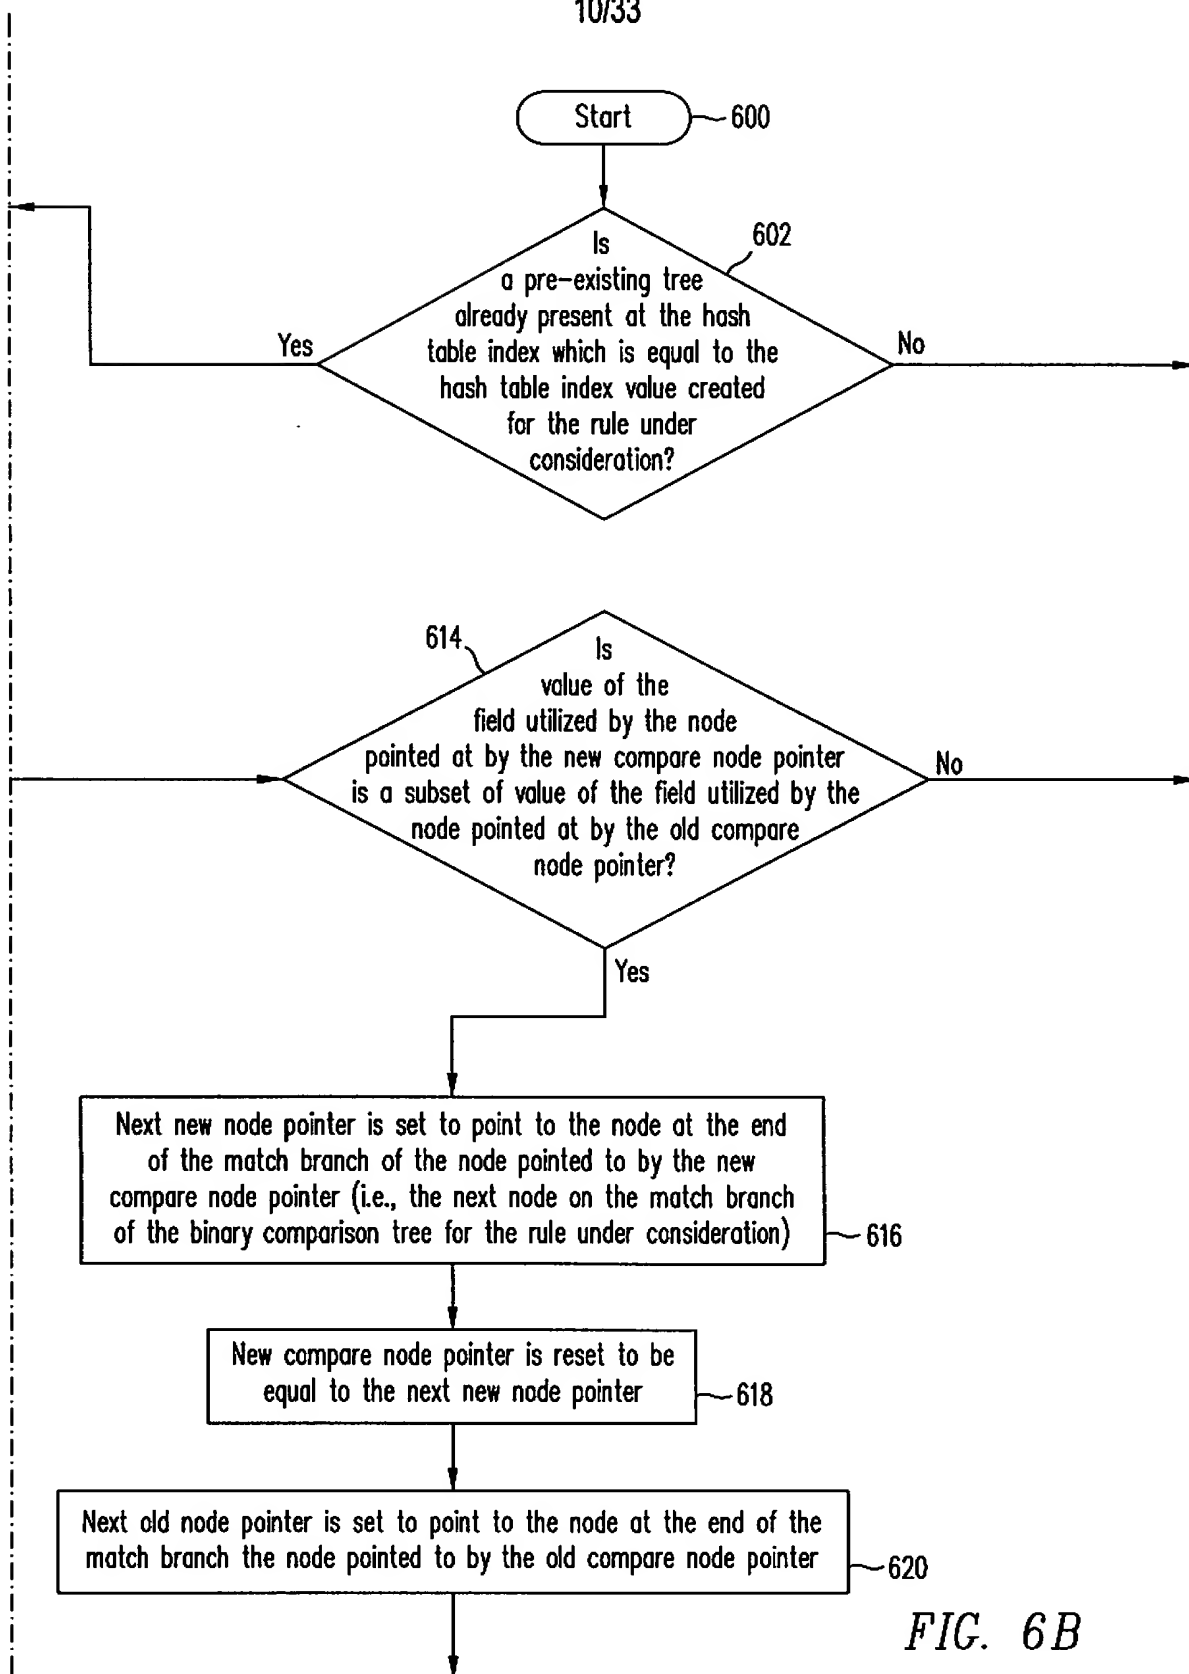 10/33
Start
600
602
Is
a pre-existing tree
already present at the hash
table index which is equal to the
hash table index value created
for the rule under
consideration?
Yes
No
614
Is
value of the
field utilized by the node
pointed at by the new compare node pointer
is a subset of value of the field utilized by the
node pointed at by the old compare
node pointer?
No
Yes
Next new node pointer is set to point to the node at the end
of the match branch of the node pointed to by the new
compare node pointer (i.e., the next node on the match branch
of the binary comparison tree for the rule under consideration)
616
New compare node pointer is reset to be
equal to the next new node pointer
618
Next old node pointer is set to point to the node at the end of the
match branch the node pointed to by the old compare node pointer
620
FIG. 6B